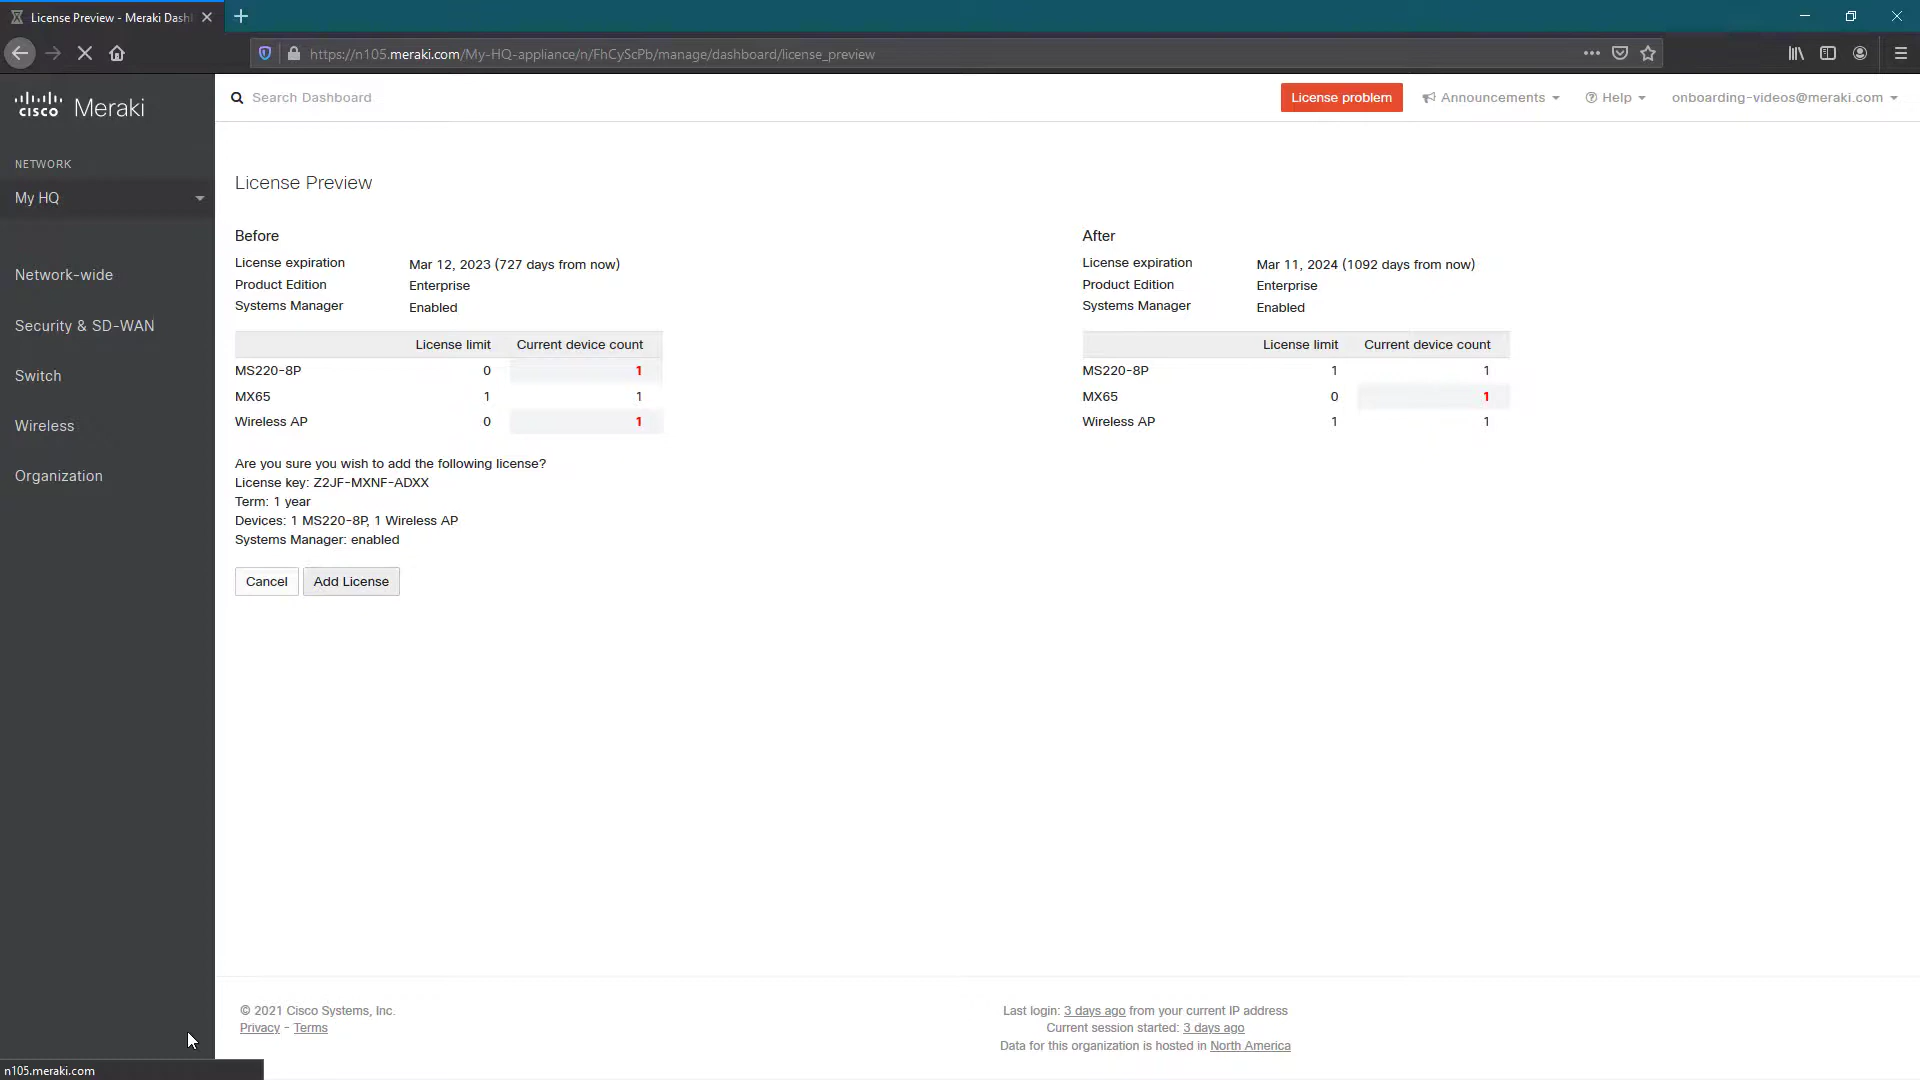 License Preview - Meraki Dash
https://n105.meraki.com/My-HQ-appliance/n/FhCyScPb/manage/dashboard/license_preview
cisco Meraki
Search Dashboard
License problem
Announcements
Help
onboarding-videos@meraki.com
NETWORK
My HQ
Network-wide
Security & SD-WAN
Switch
Wireless
Organization
License Preview
Before
License expiration Mar 12, 2023 (727 days from now)
Product Edition Enterprise
Systems Manager Enabled
License limit Current device count
MS220-8P 0 1
MX65 1 1
Wireless AP 0 1
After
License expiration Mar 11, 2024 (1092 days from now)
Product Edition Enterprise
Systems Manager Enabled
License limit Current device count
MS220-8P 1 1
MX65 0 1
Wireless AP 1 1
Are you sure you wish to add the following license?
License key: Z2JF-MXNF-ADXX
Term: 1 year
Devices: 1 MS220-8P, 1 Wireless AP
Systems Manager: enabled
Cancel Add License
© 2021 Cisco Systems, Inc.
Privacy - Terms
Last login: 3 days ago from your current IP address
Current session started: 3 days ago
Data for this organization is hosted in North America
n105.meraki.com